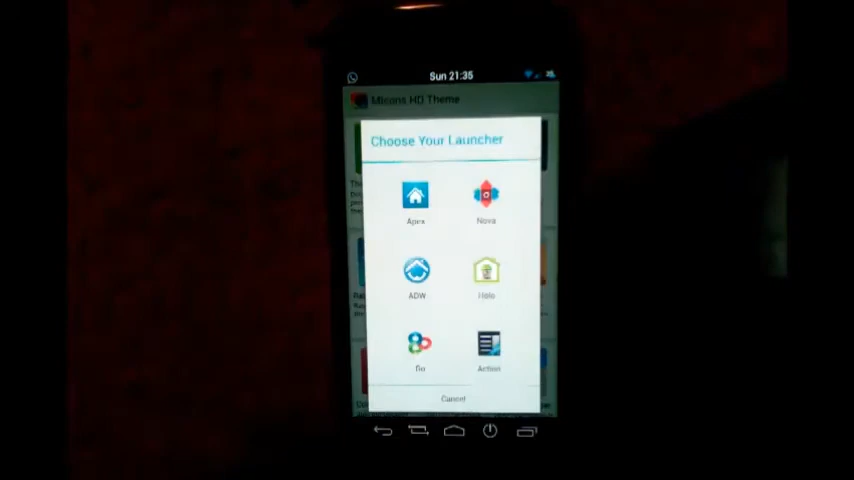 Sun 21:35
Micons HD Theme
Choose Your Launcher
Apex
Nova
ADW
Holo
Go
Action
Cancel